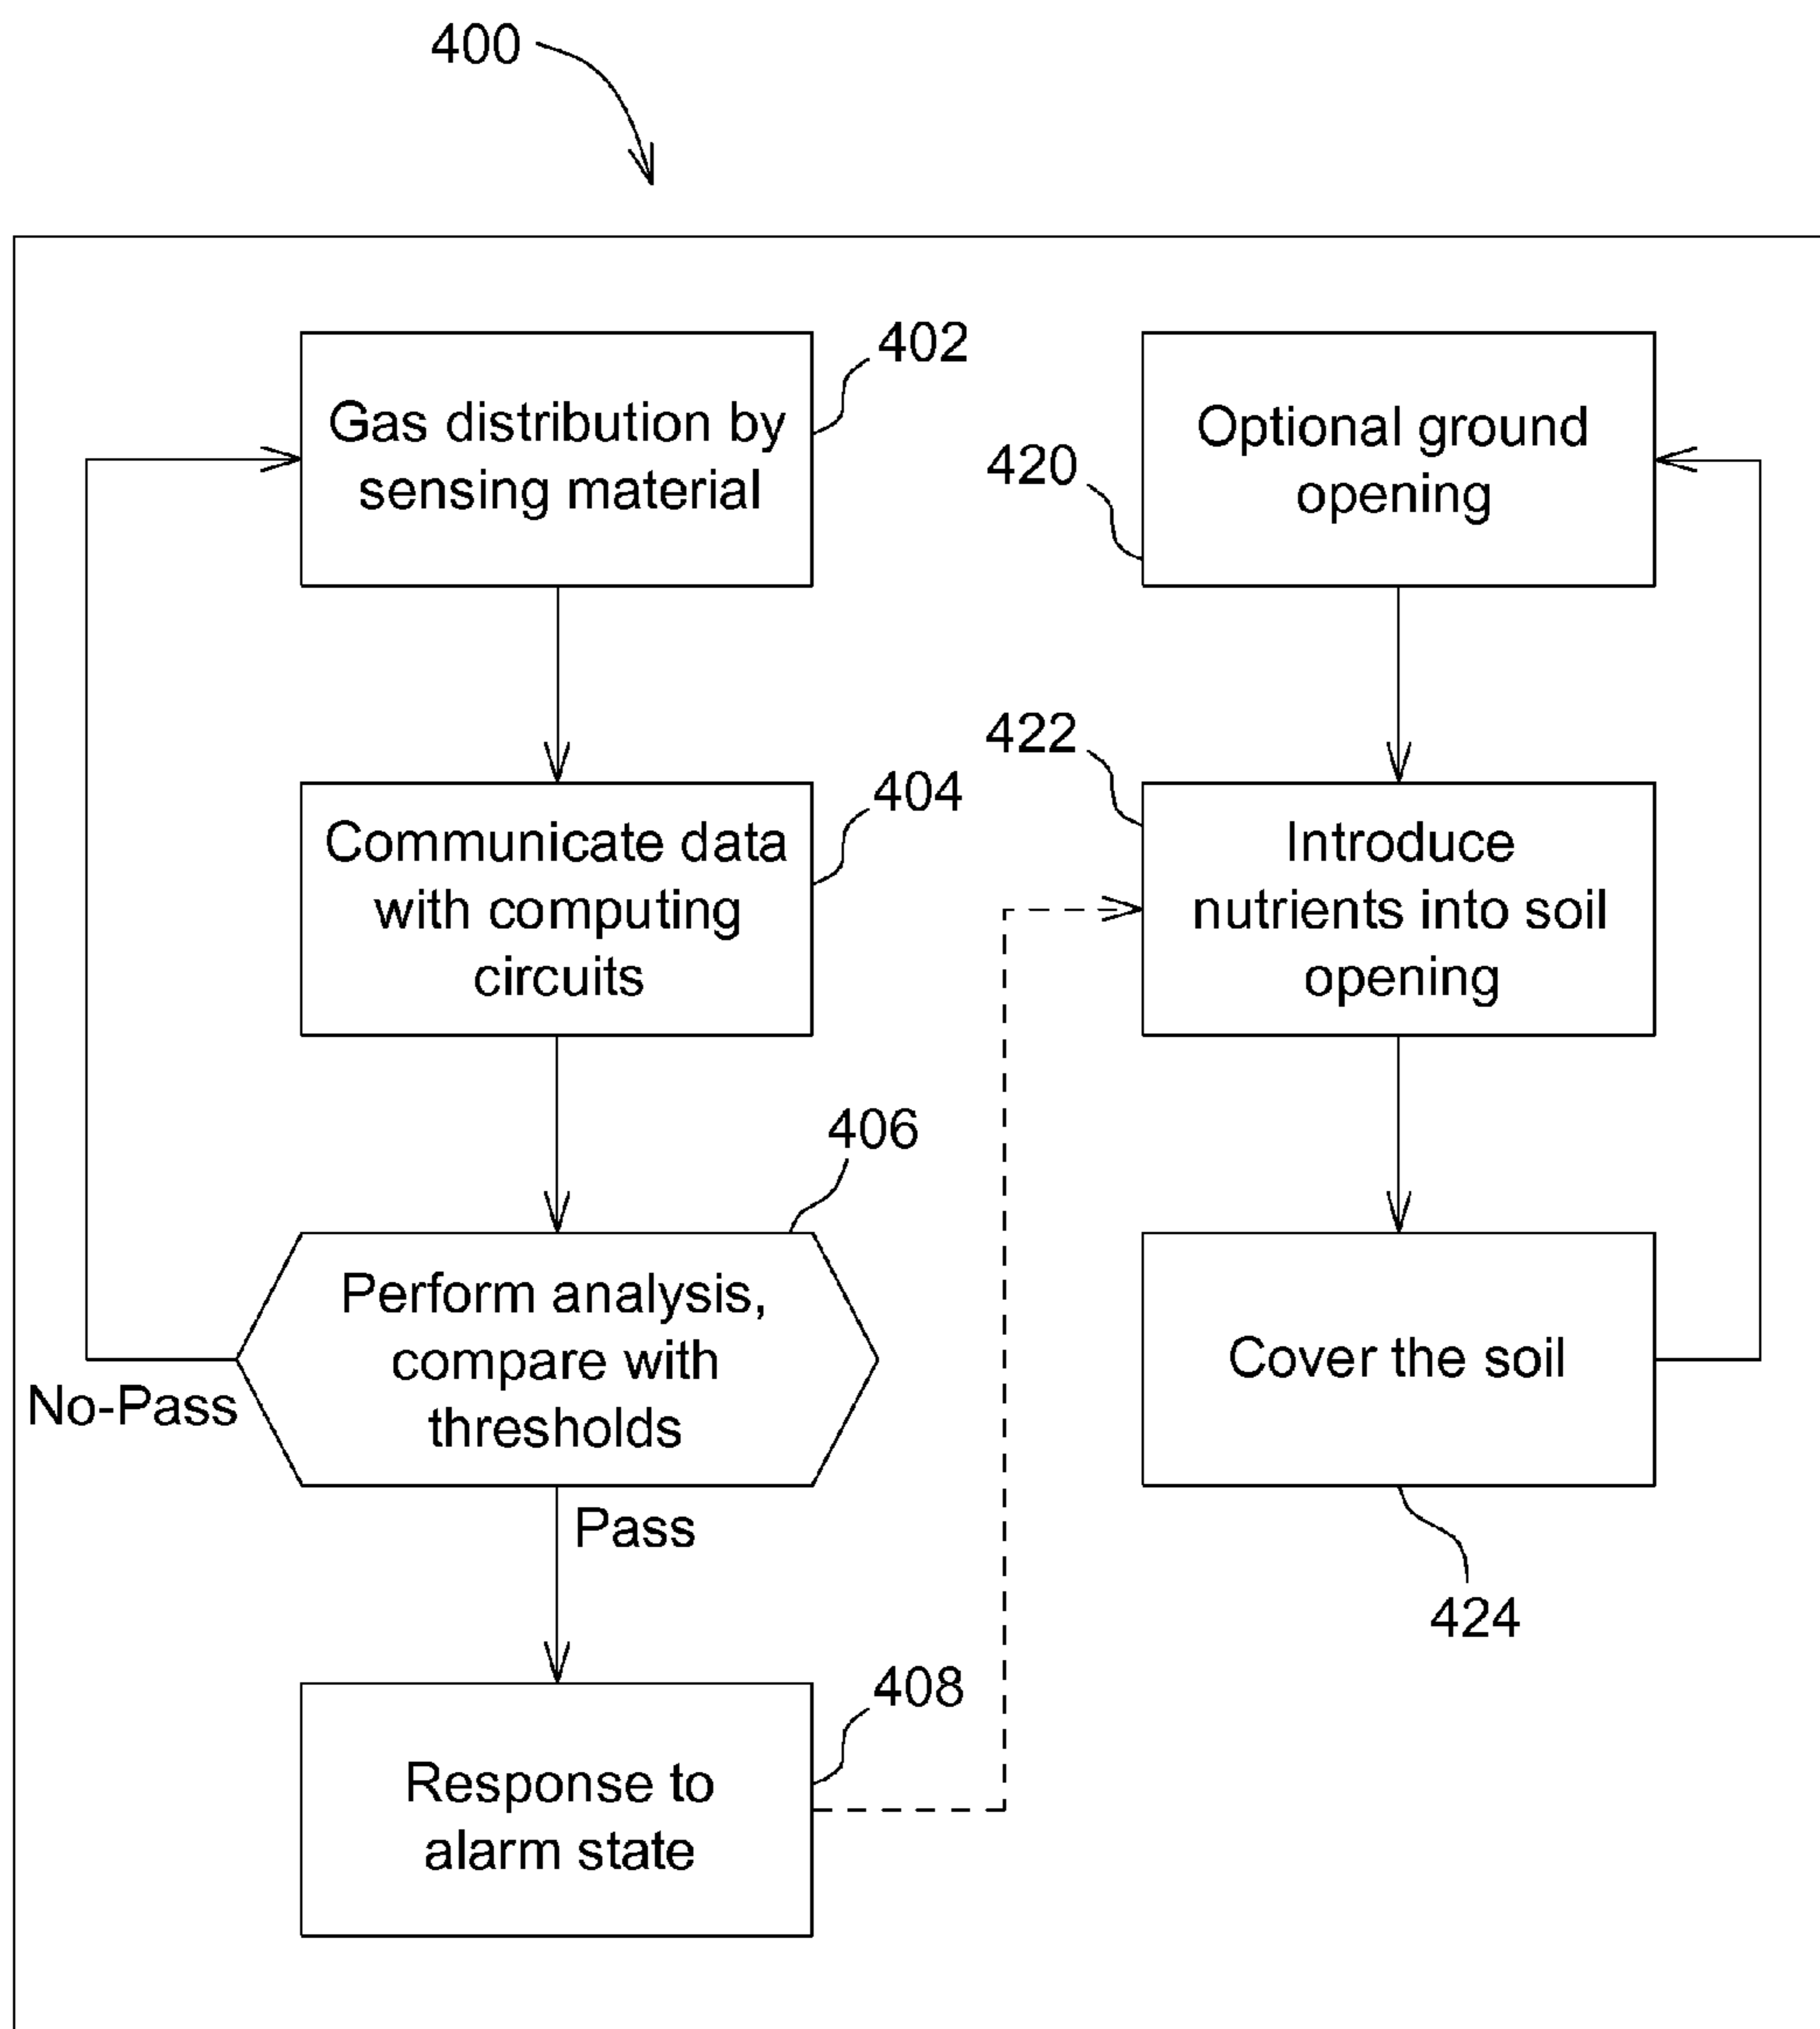 400
402
Gas distribution by
sensing material
404
Communicate data
with computing
circuits
406
Perform analysis,
compare with
thresholds
No-Pass
Pass
408
Response to
alarm state
420
Optional ground
opening
422
Introduce
nutrients into soil
opening
Cover the soil
424